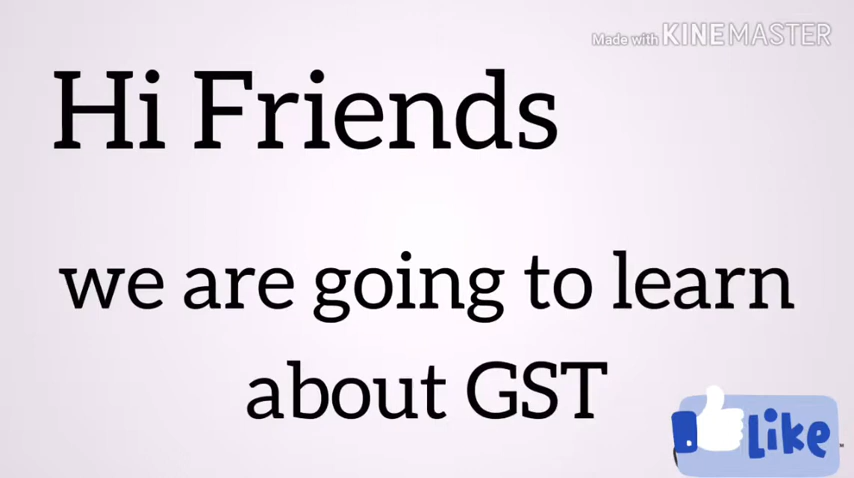 Made with KINEMASTER
Hi Friends
we are going to learn
about GST
Like